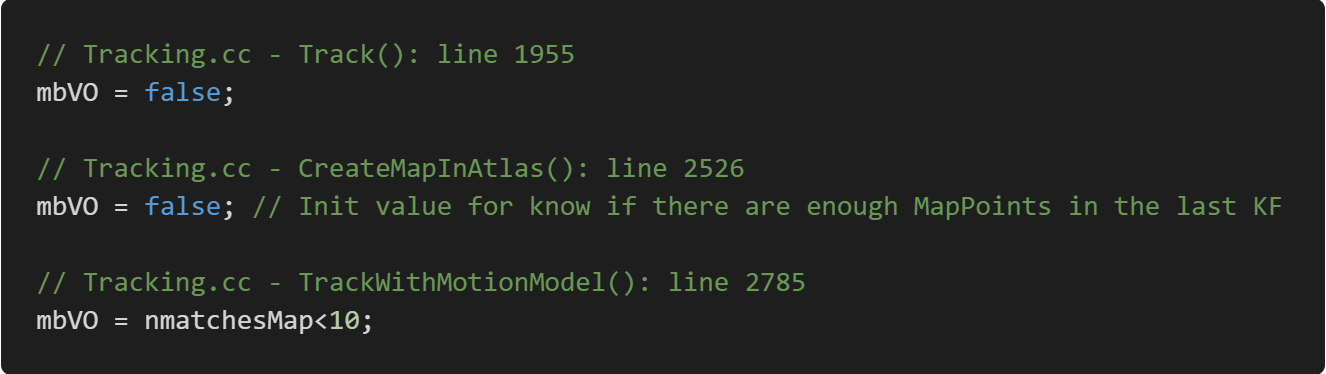 // Tracking.cc - Track(): line 1955
mbVO = false;
// Tracking.cc - CreateMapInAtlas(): line 2526
mbVO = false; // Init value for know if there are enough MapPoints in the last KF
// Tracking.cc - TrackWithMotionModel(): line 2785
mbVO = nmatchesMap<10;